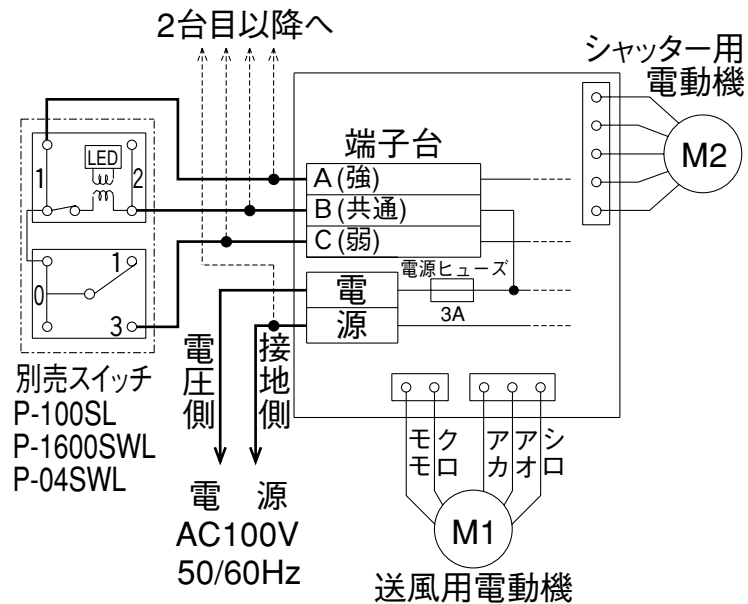 2台目以降へ
シャッター用
電動機
M2
端子台
A(強)
B(共通)
C(弱)
LED
1
2
0
1
3
電源ヒューズ
3A
電
源
電圧側
接地側
別売スイッチ
P-100SL
P-1600SWL
P-04SWL
電 源
AC100V
50/60Hz
モモ
クロ
アカ
アオ
シロ
M1
送風用電動機